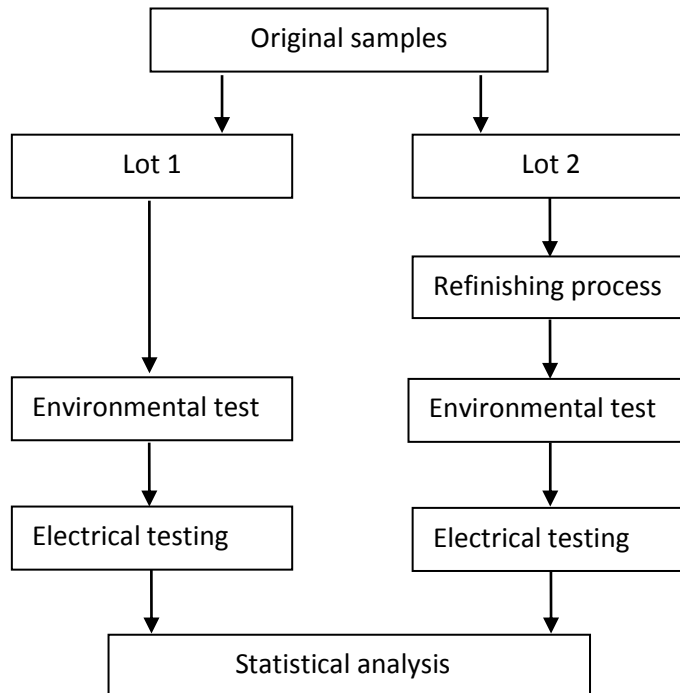 Original samples
Lot 1
Lot 2
Refinishing process
Environmental test
Environmental test
Electrical testing
Electrical testing
Statistical analysis